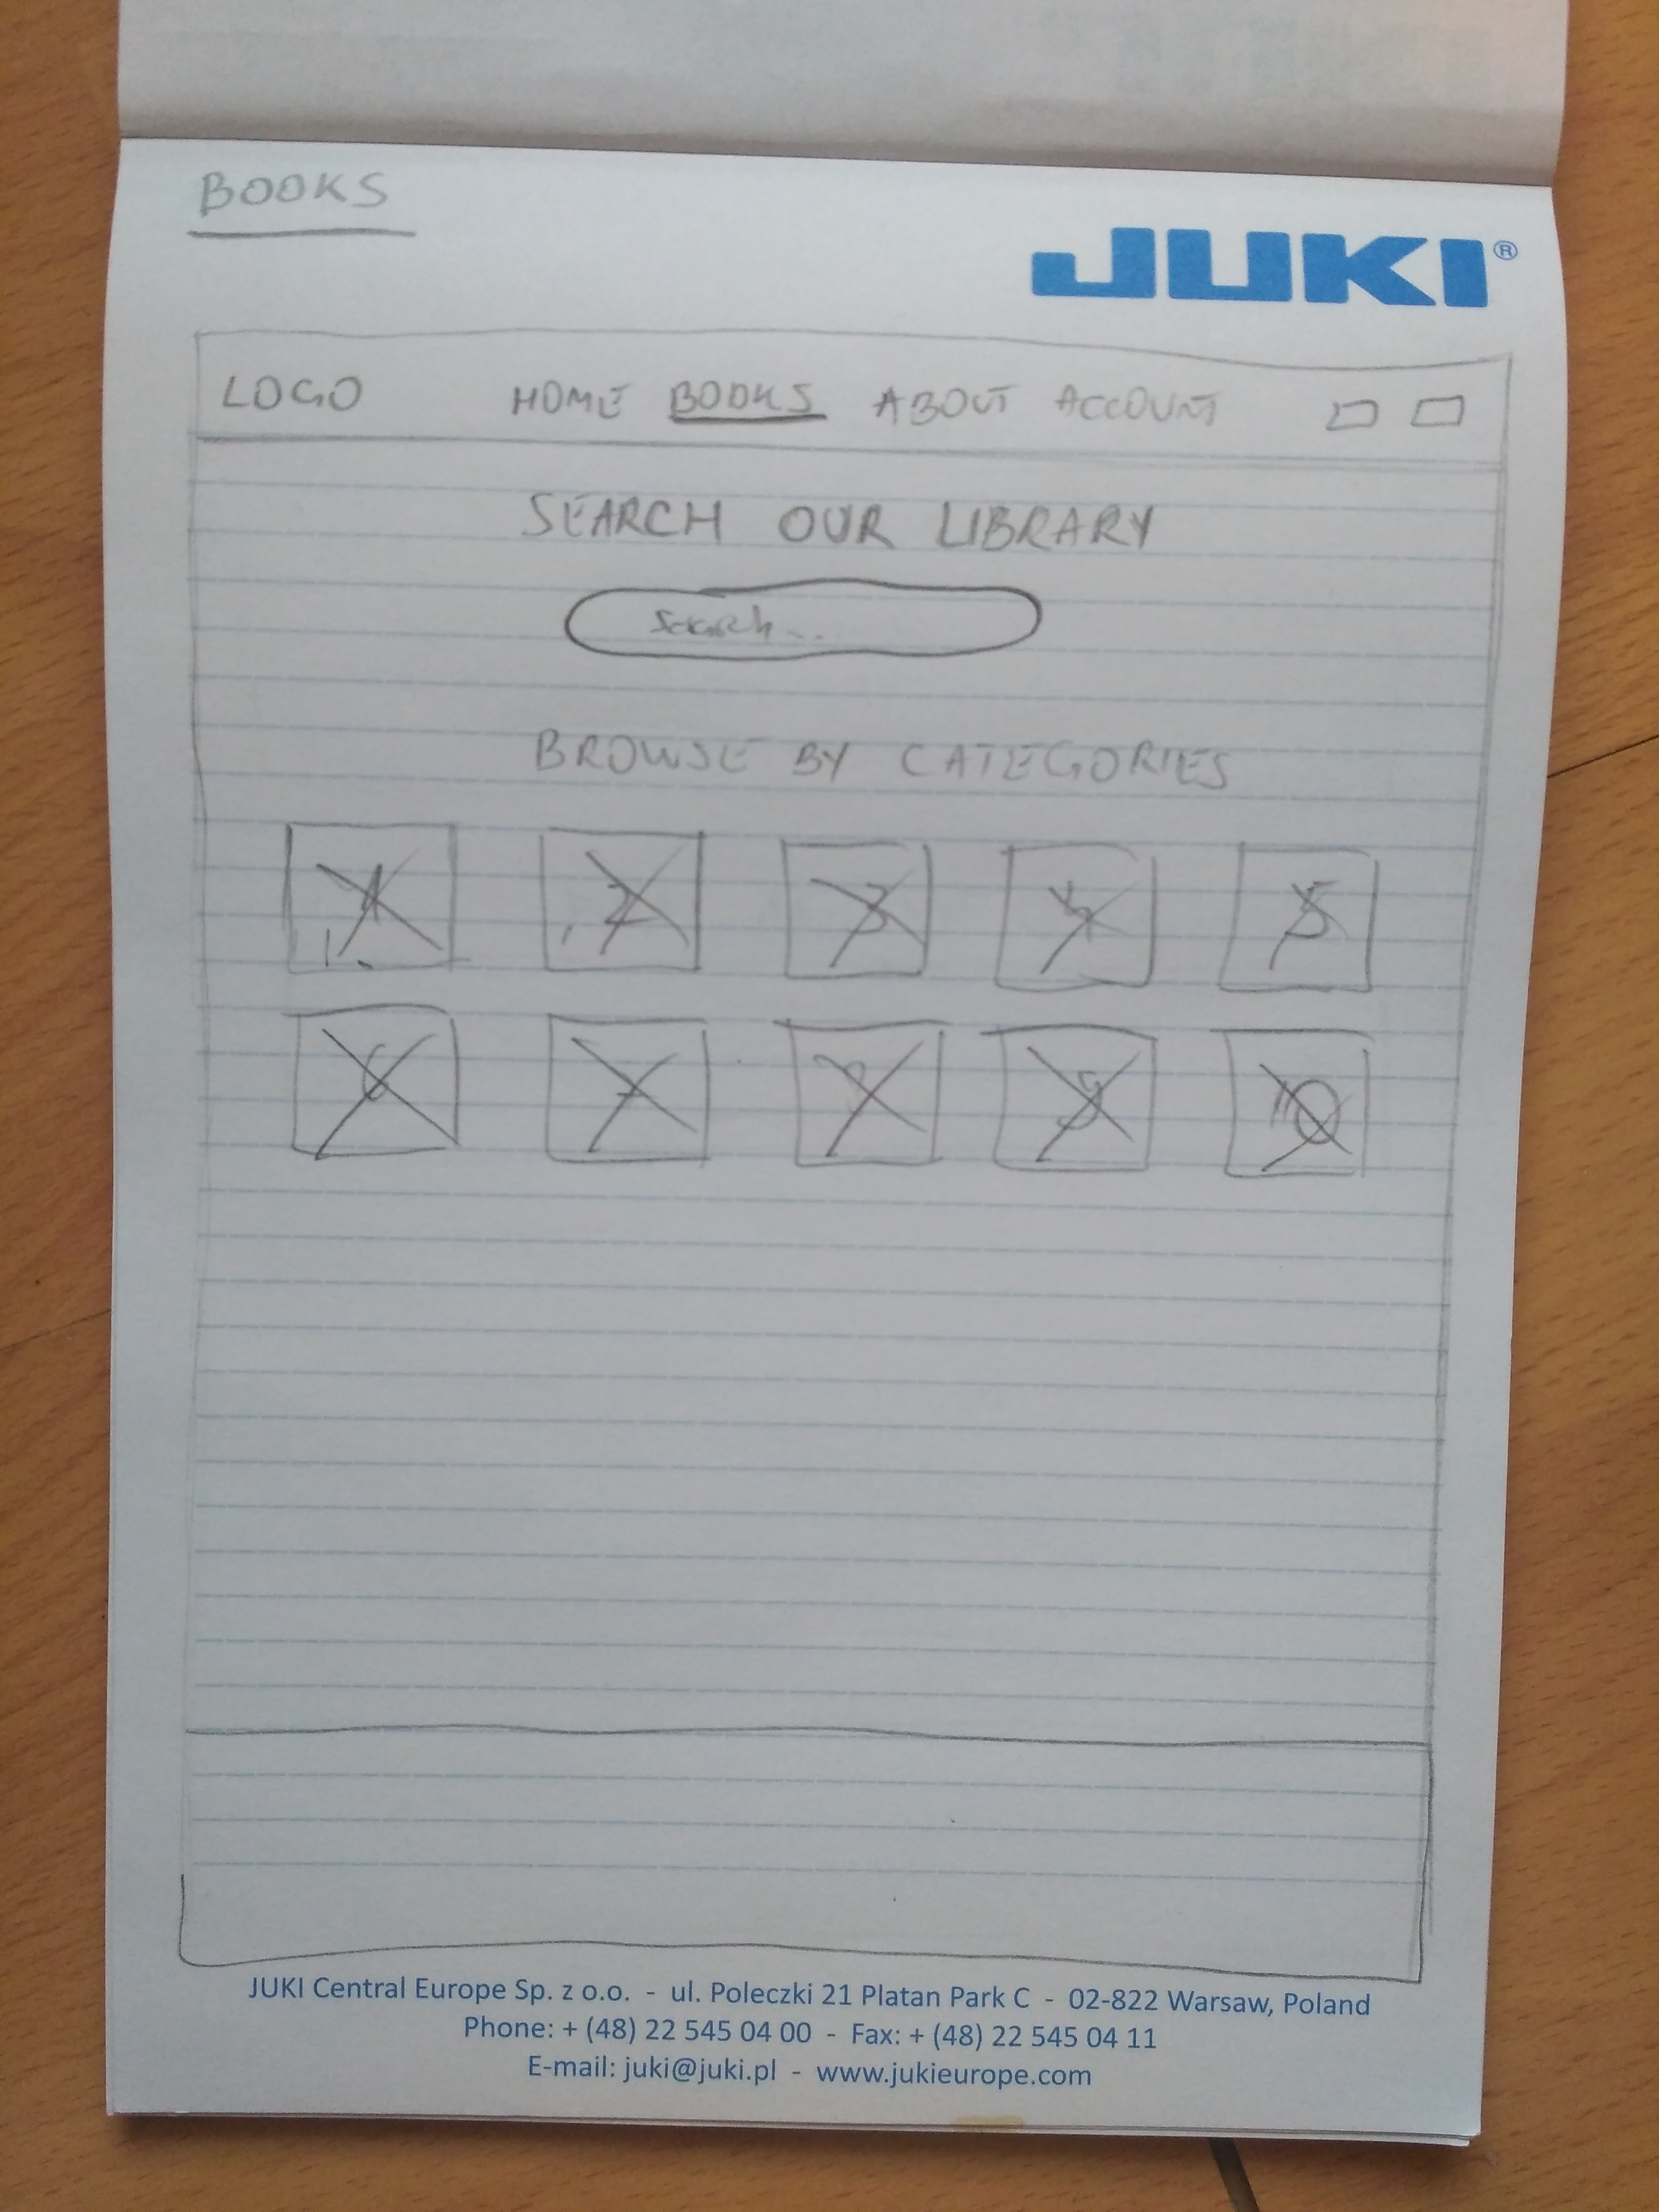 BOOKS
JUKI®
LOGO HOME BOOKS ABOUT ACCOUNT
SEARCH OUR LIBRARY
Search...
BROWSE BY CATEGORIES
1 2 3 4 5
6 7 8 9 10
JUKI Central Europe Sp. z o.o. - ul. Poleczki 21 Platan Park C - 02-822 Warsaw, Poland
Phone: + (48) 22 545 04 00 - Fax: + (48) 22 545 04 11
E-mail: juki@juki.pl - www.jukieurope.com